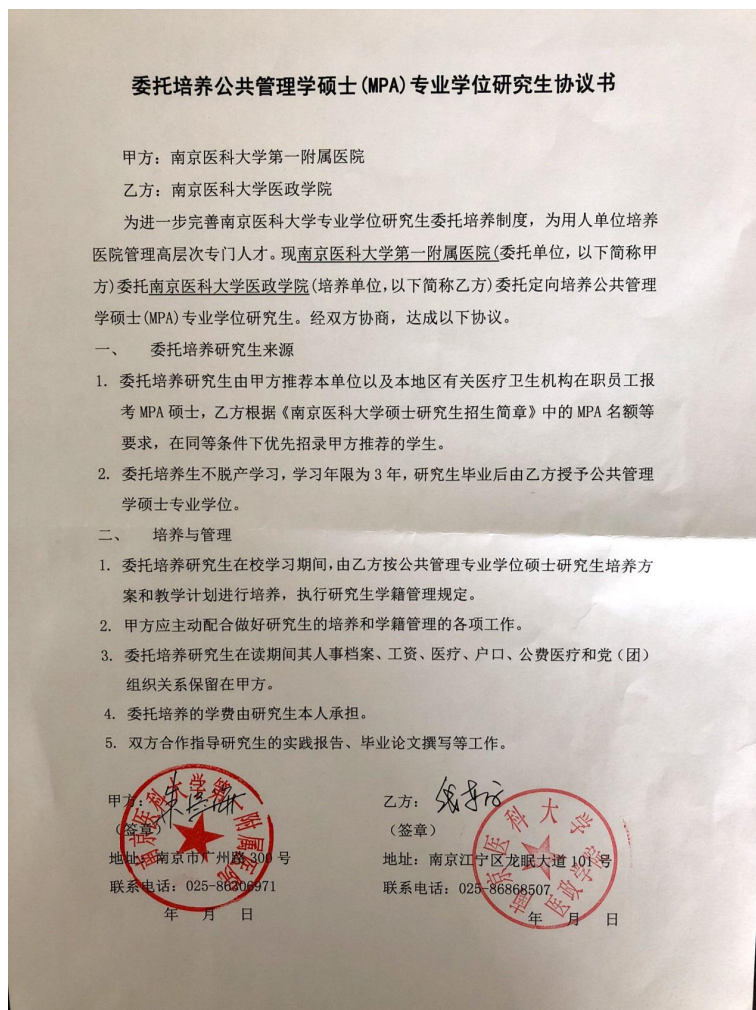 委托培养公共管理学硕士(MPA)专业学位研究生协议书
甲方：南京医科大学第一附属医院
乙方：南京医科大学医政学院
为进一步完善南京医科大学专业学位研究生委托培养制度，为用人单位培养
医院管理高层次专门人才。现南京医科大学第一附属医院(委托单位，以下简称甲
方)委托南京医科大学医政学院(培养单位，以下简称乙方)委托定向培养公共管理
学硕士(MPA)专业学位研究生。经双方协商，达成以下协议。
一、 委托培养研究生来源
1. 委托培养研究生由甲方推荐本单位以及本地区有关医疗卫生机构在职员工报
考MPA硕士，乙方根据《南京医科大学硕士研究生招生简章》中的MPA名额等
要求，在同等条件下优先招录甲方推荐的学生。
2. 委托培养生不脱产学习，学习年限为3年，研究生毕业后由乙方授予公共管理
学硕士专业学位。
二、 培养与管理
1. 委托培养研究生在校学习期间，由乙方按公共管理专业学位硕士研究生培养方
案和教学计划进行培养，执行研究生学籍管理规定。
2. 甲方应主动配合做好研究生的培养和学籍管理的各项工作。
3. 委托培养研究生在读期间其人事档案、工资、医疗、户口、公费医疗和党（团）
组织关系保留在甲方。
4. 委托培养的学费由研究生本人承担。
5. 双方合作指导研究生的实践报告、毕业论文撰写等工作。
甲方：
（签章）
地址：南京市广州路300号
联系电话：025-86306971
年 月 日
南京医科大学第一附属医院
乙方：
（签章）
地址：南京江宁区龙眠大道101号
联系电话：025-86868507
年 月 日
南京医科大学
医政学院